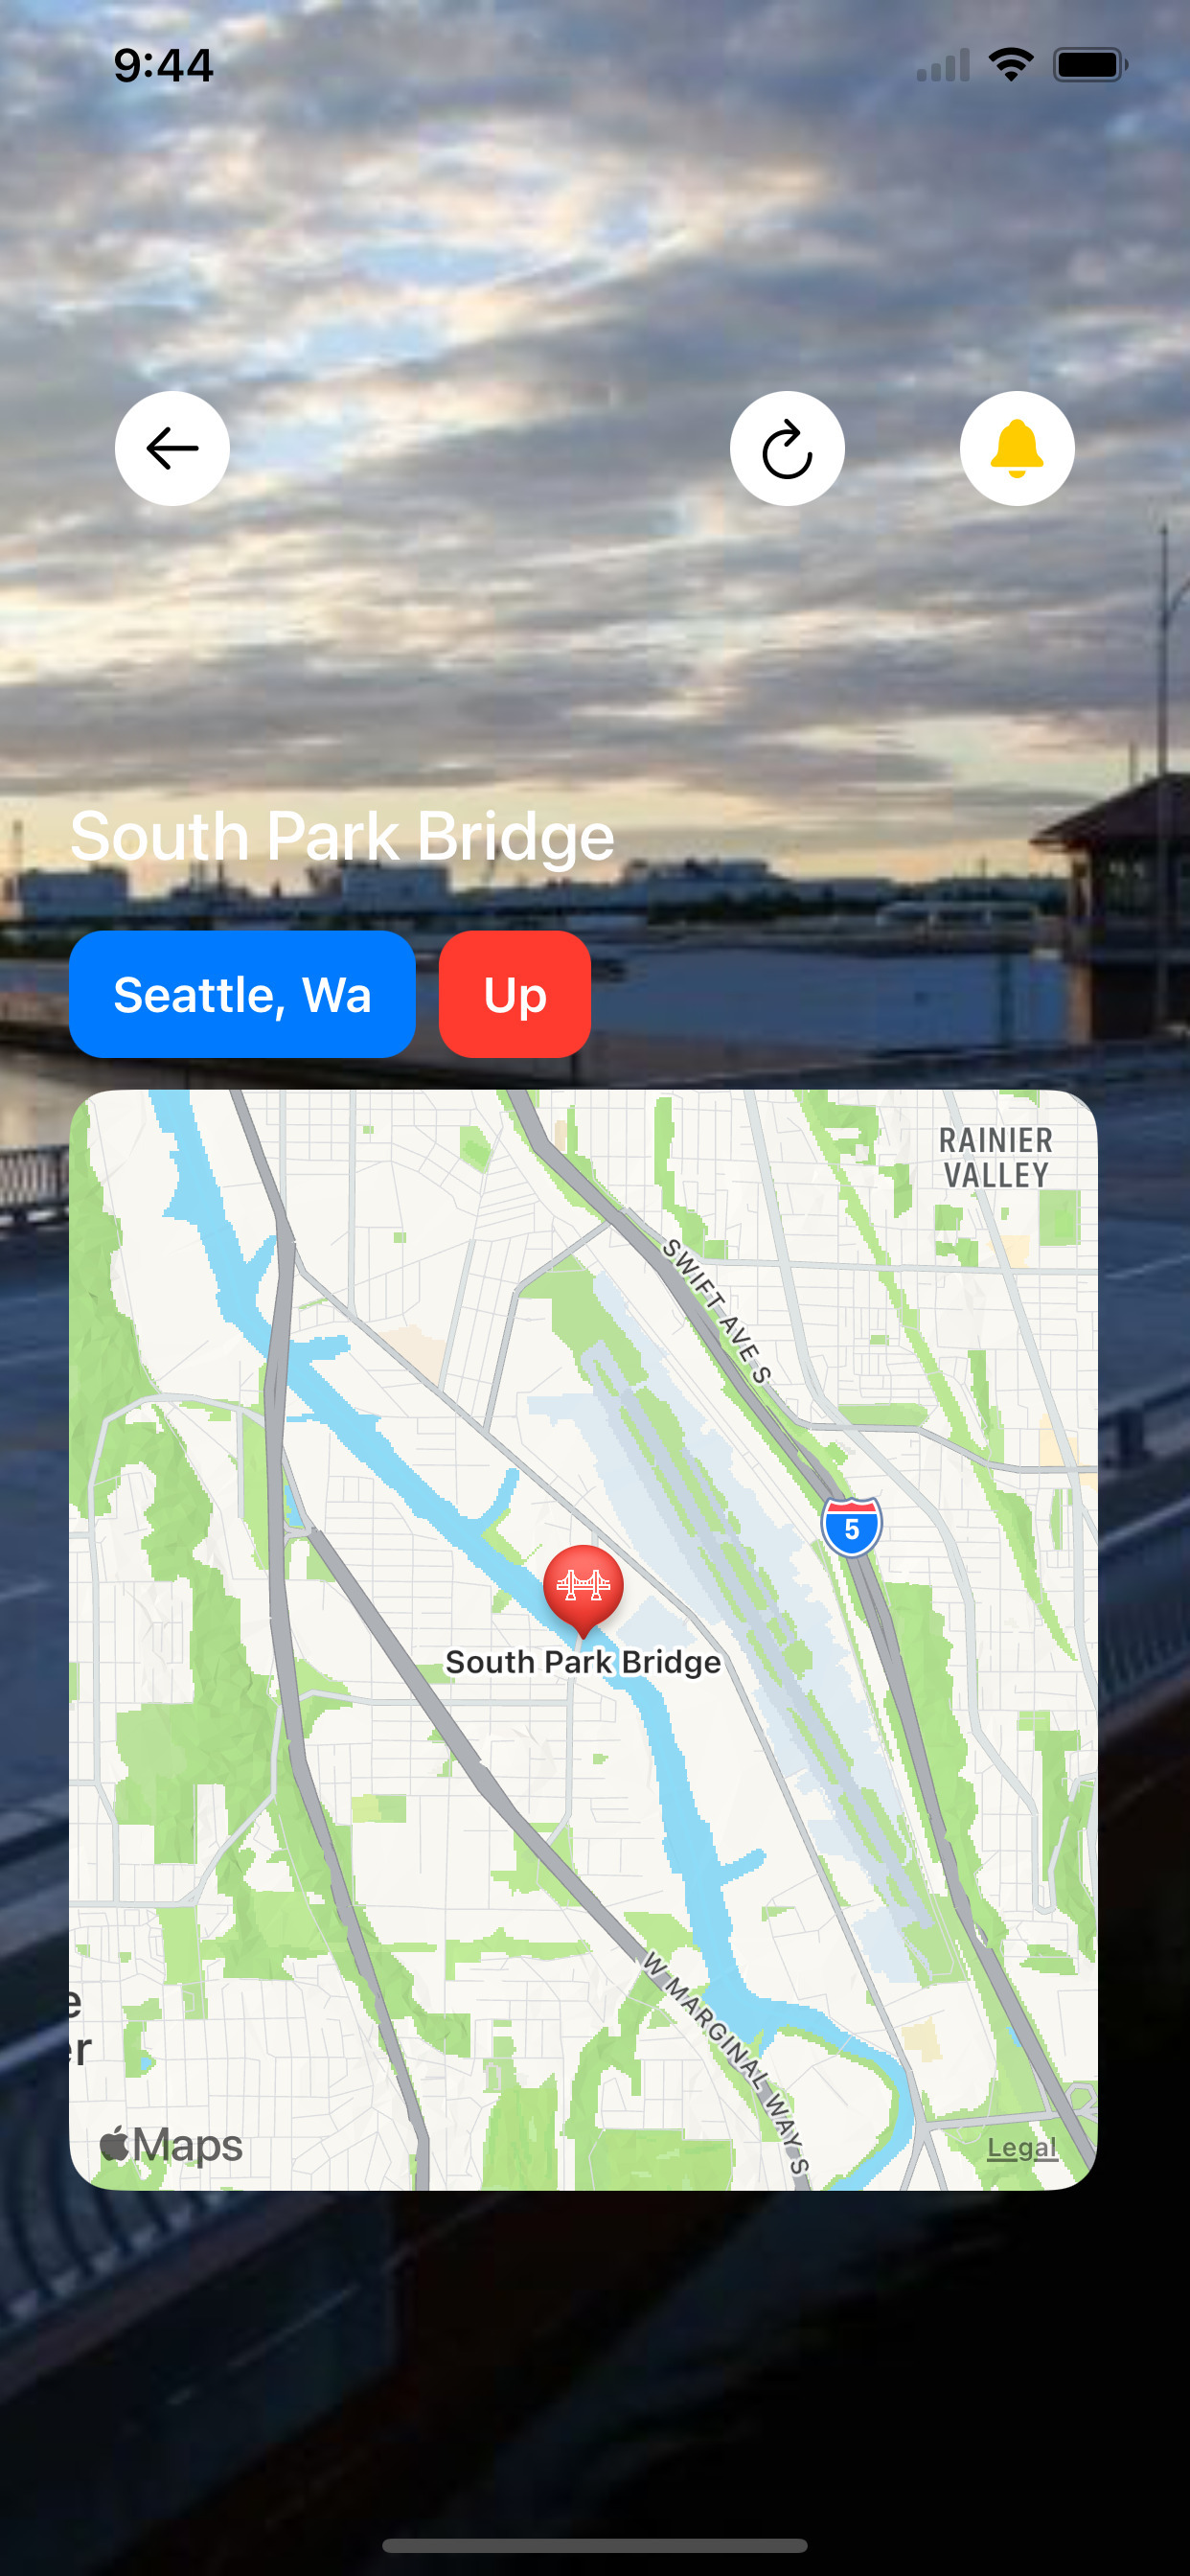 9:44
South Park Bridge
Seattle, Wa
Up
RAINIER
VALLEY
SWIFT AVE S
5
South Park Bridge
W MARGINAL WAY S
e
er
Maps
Legal